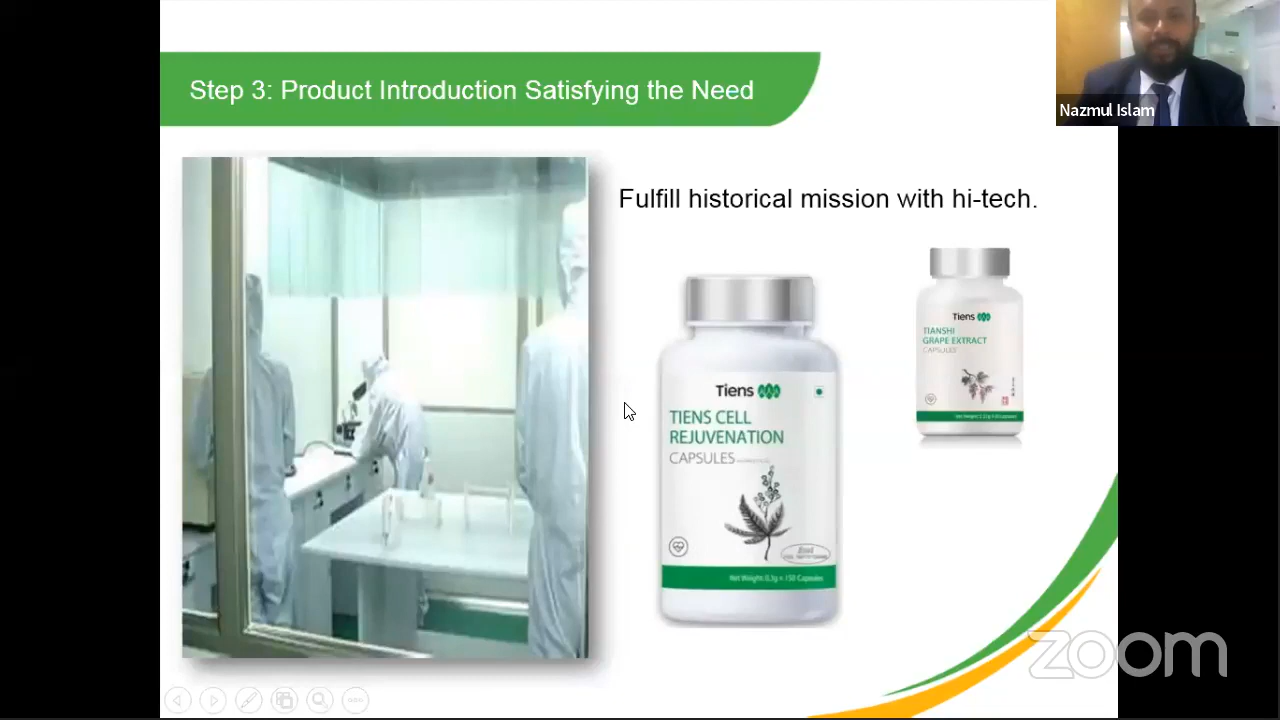 Step 3: Product Introduction Satisfying the Need
Nazmul Islam
Fulfill historical mission with hi-tech.
Tiens
TIENS CELL
REJUVENATION
CAPSULES
Net Weight: 0.3g × 150 Capsules
Tiens
TIANSHI
GRAPE EXTRACT
CAPSULES
zoom